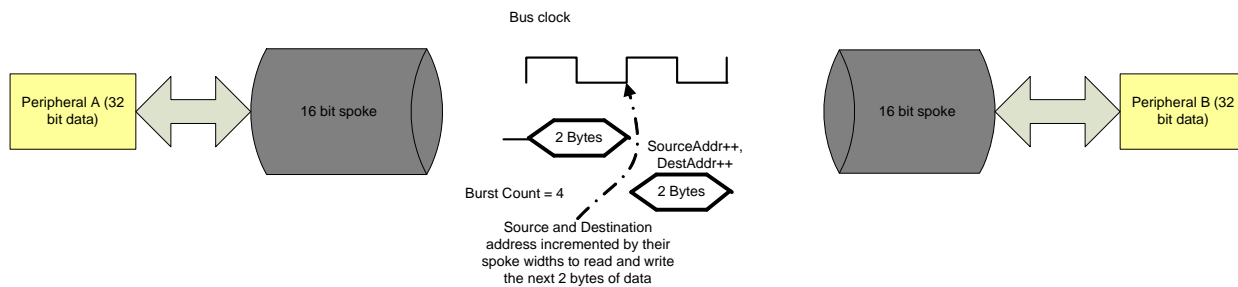 Bus clock
Peripheral A (32
bit data)
16 bit spoke
2 Bytes
SourceAddr++,
DestAddr++
2 Bytes
Burst Count = 4
Source and Destination
address incremented by their
spoke widths to read and write
the next 2 bytes of data
16 bit spoke
Peripheral B (32
bit data)